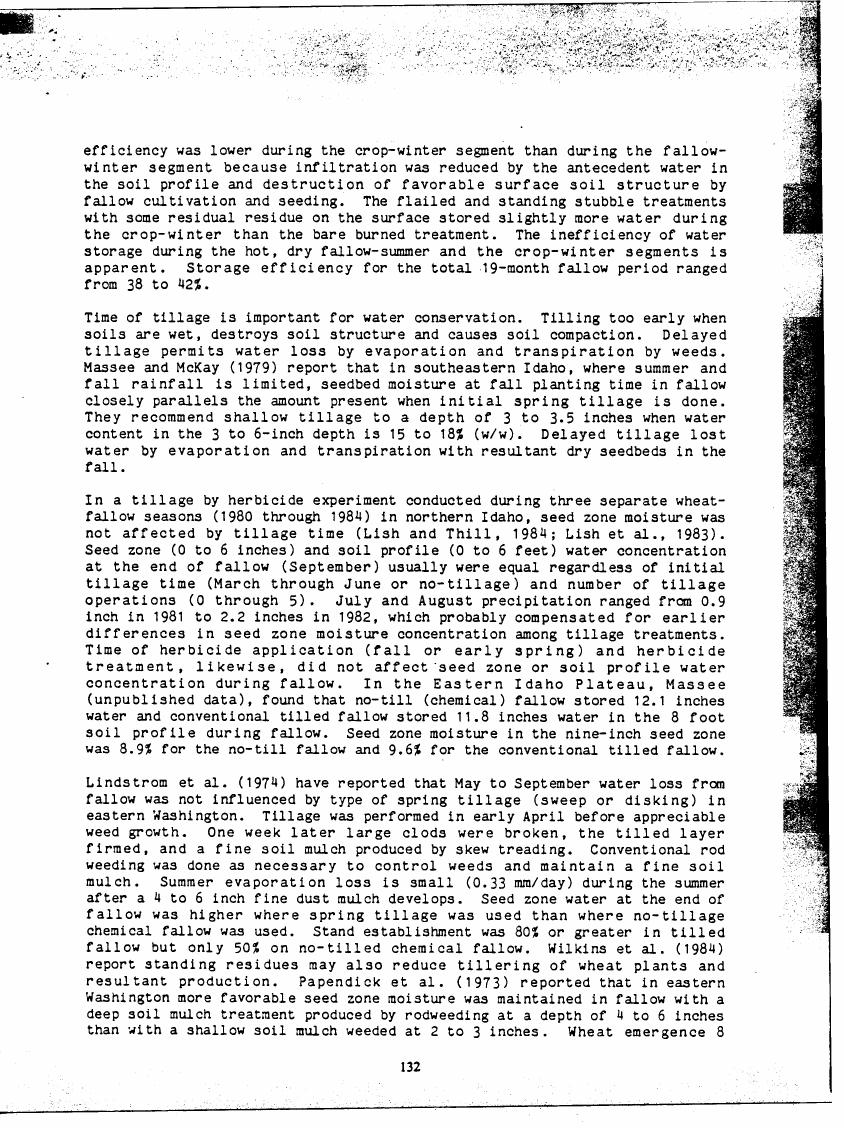 efficiency was lower during the crop-winter segment than during the fallow-
winter segment because infiltration was reduced by the antecedent water in
the soil profile and destruction of favorable surface soil structure by
fallow cultivation and seeding. The flailed and standing stubble treatments
with some residual residue on the surface stored slightly more water during
the crop-winter than the bare burned treatment. The inefficiency of water
storage during the hot, dry fallow-summer and the crop-winter segments is
apparent. Storage efficiency for the total 19-month fallow period ranged
from 38 to 42%.
Time of tillage is important for water conservation. Tilling too early when
soils are wet, destroys soil structure and causes soil compaction. Delayed
tillage permits water loss by evaporation and transpiration by weeds.
Massee and McKay (1979) report that in southeastern Idaho, where summer and
fall rainfall is limited, seedbed moisture at fall planting time in fallow
closely parallels the amount present when initial spring tillage is done.
They recommend shallow tillage to a depth of 3 to 3.5 inches when water
content in the 3 to 6-inch depth is 15 to 18% (w/w). Delayed tillage lost
water by evaporation and transpiration with resultant dry seedbeds in the
fall.
In a tillage by herbicide experiment conducted during three separate wheat-
fallow seasons (1980 through 1984) in northern Idaho, seed zone moisture was
not affected by tillage time (Lish and Thill, 1984; Lish et al., 1983).
Seed zone (0 to 6 inches) and soil profile (0 to 6 feet) water concentration
at the end of fallow (September) usually were equal regardless of initial
tillage time (March through June or no-tillage) and number of tillage
operations (0 through 5). July and August precipitation ranged from 0.9
inch in 1981 to 2.2 inches in 1982, which probably compensated for earlier
differences in seed zone moisture concentration among tillage treatments.
Time of herbicide application (fall or early spring) and herbicide
treatment, likewise, did not affect seed zone or soil profile water
concentration during fallow. In the Eastern Idaho Plateau, Massee
(unpublished data), found that no-till (chemical) fallow stored 12.1 inches
water and conventional tilled fallow stored 11.8 inches water in the 8 foot
soil profile during fallow. Seed zone moisture in the nine-inch seed zone
was 8.9% for the no-till fallow and 9.6% for the conventional tilled fallow.
Lindstrom et al. (1974) have reported that May to September water loss from
fallow was not influenced by type of spring tillage (sweep or disking) in
eastern Washington. Tillage was performed in early April before appreciable
weed growth. One week later large clods were broken, the tilled layer
firmed, and a fine soil mulch produced by skew treading. Conventional rod
weeding was done as necessary to control weeds and maintain a fine soil
mulch. Summer evaporation loss is small (0.33 mm/day) during the summer
after a 4 to 6 inch fine dust mulch develops. Seed zone water at the end of
fallow was higher where spring tillage was used than where no-tillage
chemical fallow was used. Stand establishment was 80% or greater in tilled
fallow but only 50% on no-tilled chemical fallow. Wilkins et al. (1984)
report standing residues may also reduce tillering of wheat plants and
resultant production. Papendick et al. (1973) reported that in eastern
Washington more favorable seed zone moisture was maintained in fallow with a
deep soil mulch treatment produced by rodweeding at a depth of 4 to 6 inches
than with a shallow soil mulch weeded at 2 to 3 inches. Wheat emergence 8
132